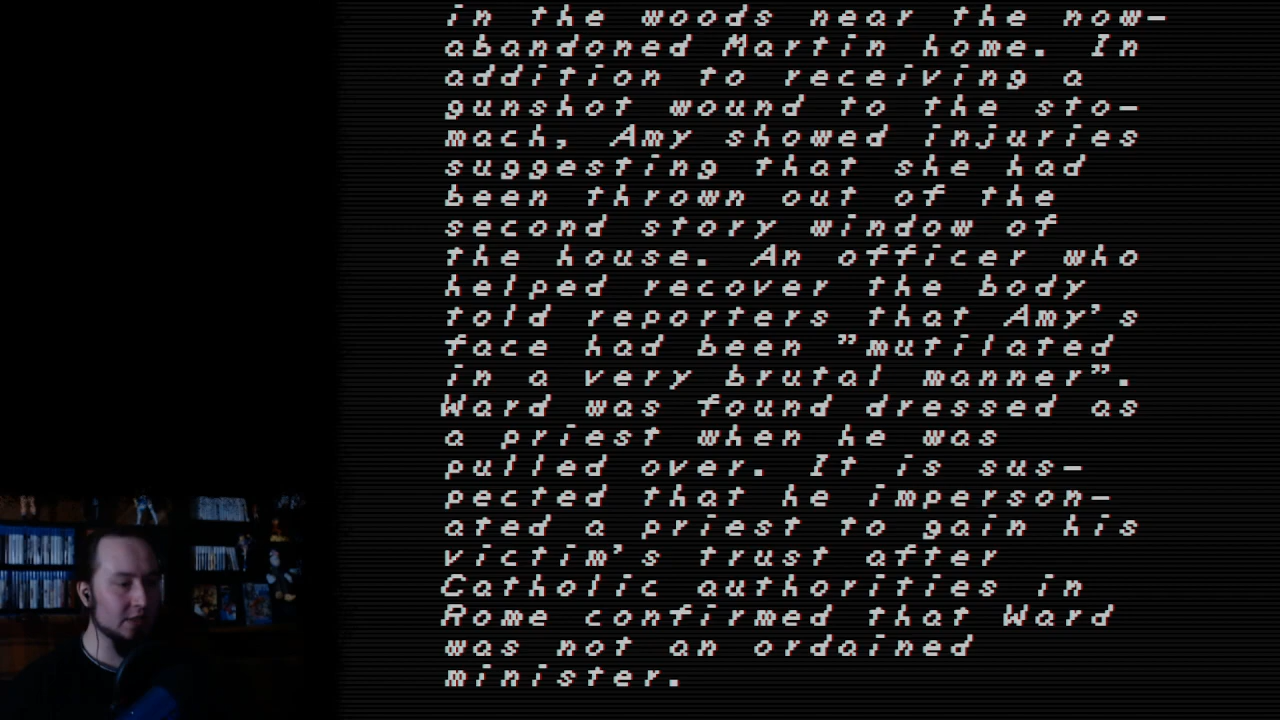 in the woods near the now-
abandoned Martin home. In
addition to receiving a
gunshot wound to the sto-
mach, Amy showed injuries
suggesting that she had
been thrown out of the
second story window of
the house. An officer who
helped recover the body
told reporters that Amy's
face had been "mutilated
in a very brutal manner".
Ward was found dressed as
a priest when he was
pulled over. It is sus-
pected that he imperson-
ated a priest to gain his
victim's trust after
Catholic authorities in
Rome confirmed that Ward
was not an ordained
minister.